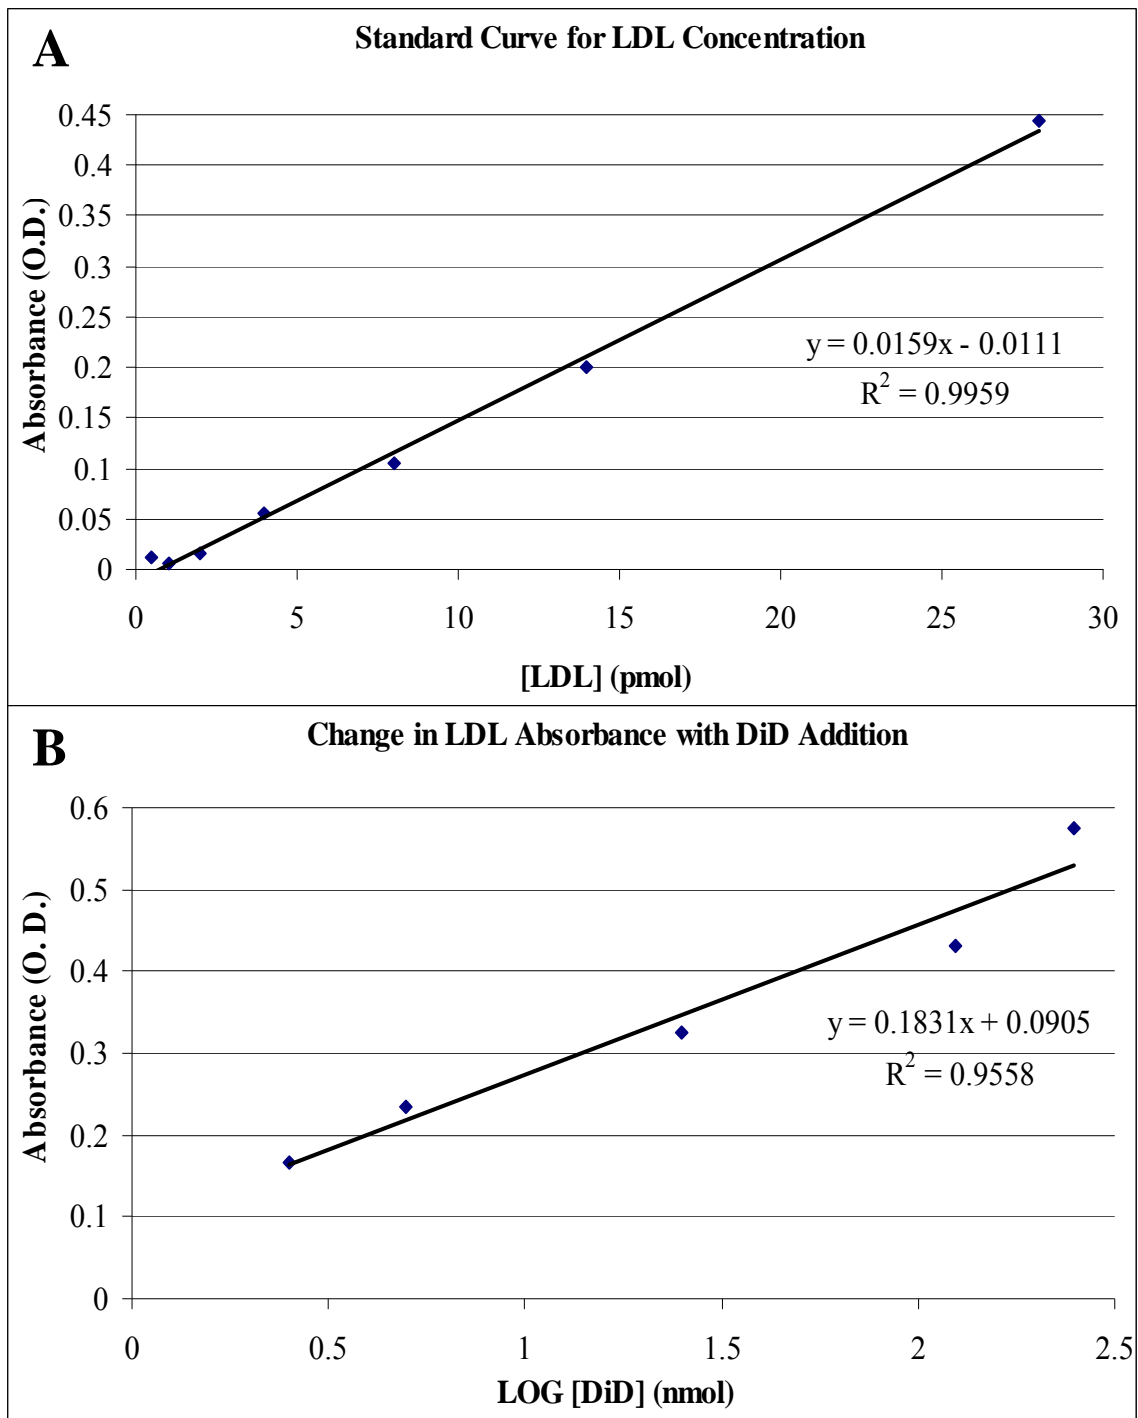 A
Standard Curve for LDL Concentration
0.45
0.4
0.35
0.3
0.25
0.2
0.15
0.1
0.05
0
Absorbance (O.D.)
y = 0.0159x - 0.0111
R² = 0.9959
0 5 10 15 20 25 30
[LDL] (pmol)
B
Change in LDL Absorbance with DiD Addition
0.6
0.5
0.4
0.3
0.2
0.1
0
Absorbance (O. D.)
y = 0.1831x + 0.0905
R² = 0.9558
0 0.5 1 1.5 2 2.5
LOG [DiD] (nmol)